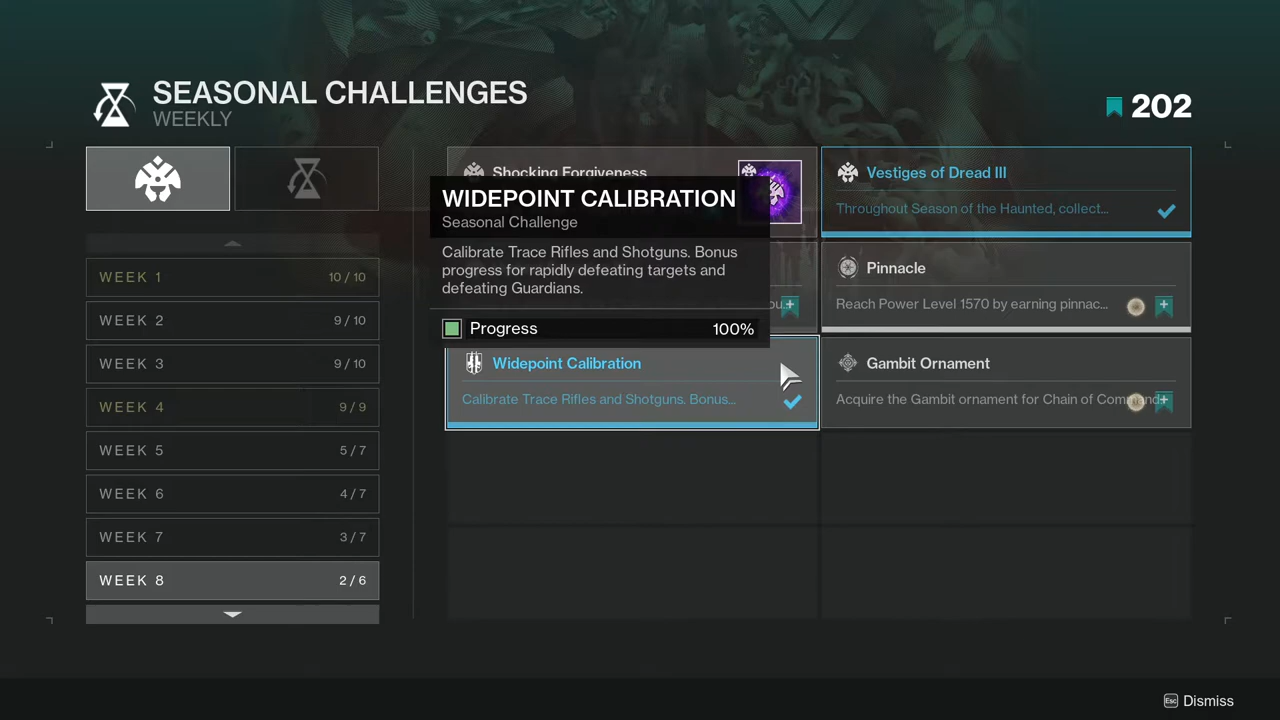 SEASONAL CHALLENGES
WEEKLY
202
WEEK 1 10 / 10
WEEK 2 9 / 10
WEEK 3 9 / 10
WEEK 4 9 / 9
WEEK 5 5 / 7
WEEK 6 4 / 7
WEEK 7 3 / 7
WEEK 8 2 / 6
Shocking Forgiveness
WIDEPOINT CALIBRATION
Seasonal Challenge
Calibrate Trace Rifles and Shotguns. Bonus
progress for rapidly defeating targets and
defeating Guardians.
Progress 100%
Vestiges of Dread III
Throughout Season of the Haunted, collect...
Pinnacle
Reach Power Level 1570 by earning pinnac...
Widepoint Calibration
Calibrate Trace Rifles and Shotguns. Bonus...
Gambit Ornament
Acquire the Gambit ornament for Chain of Command.
Esc Dismiss